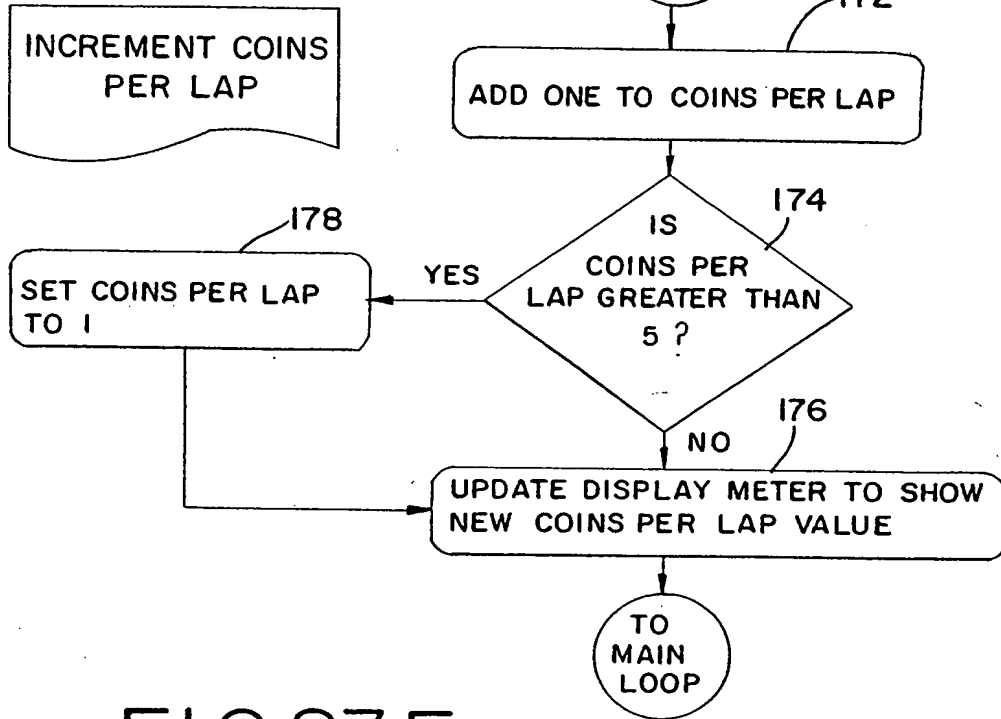 INCREMENT COINS
PER LAP
172
ADD ONE TO COINS PER LAP
174
IS
COINS PER
LAP GREATER THAN
5 ?
YES
178
SET COINS PER LAP
TO 1
NO
176
UPDATE DISPLAY METER TO SHOW
NEW COINS PER LAP VALUE
TO
MAIN
LOOP